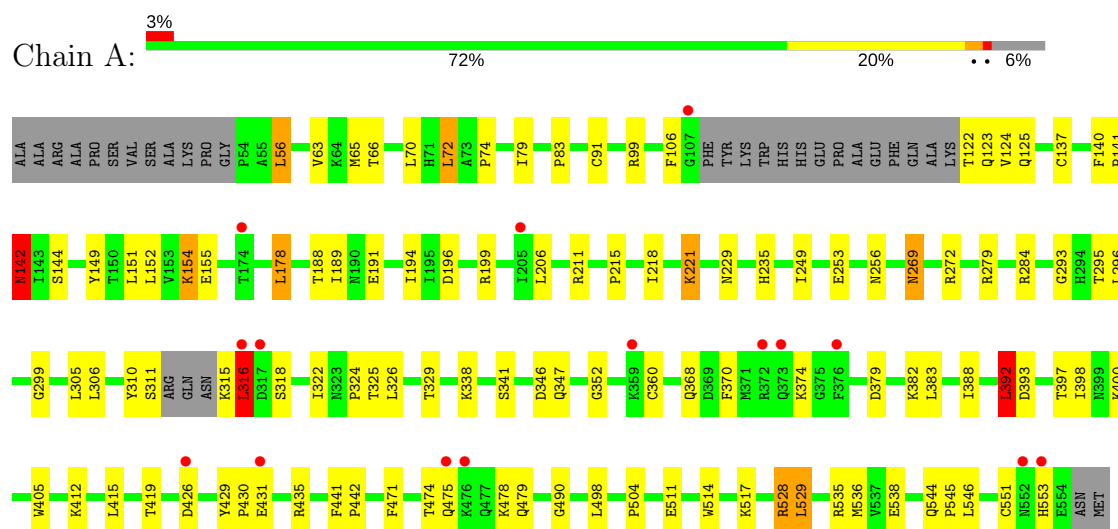 3%
Chain A:
72% 20% • • 6%
ALA ALA ARG ALA PRO SER VAL SER ALA LYS PRO GLY P54 A55 L56 V63 K64 M65 T66 L70 H71 L72 A73 P74 I79 P83 C91 R99 F106 G107 PHE TYR LYS TRP HIS HIS GLU PRO ALA GLU PHE GLN ALA LYS T122 Q123 V124 Q125 C137 F140
N142 I143 S144 Y149 T150 L151 L152 V153 K154 E155 T174 L178 T188 I189 N190 E191 I194 I195 D196 R199 I205 L206 R211 P215 I218 K221 N229 H235 I249 E253 N256 N269 R272 R279 R284 G293 H294 T295
G299 L305 L306 Y310 S311 ARG GLN ASN K315 L316 D317 S318 I322 N323 P324 T325 L326 T329 K338 S341 D346 Q347 G352 K359 C360 Q368 D369 F370 M371 R372 Q373 K374 G375 F376 D379 K382 L383 I388 L392 D393 T397 I398 N399 K400
W405 K412 L415 T419 D426 Y429 P430 E431 R435 F441 P442 F471 T474 Q475 K476 Q477 K478 Q479 G490 L498 P504 E511 W514 K517 R528 L529 R535 M536 V537 E538 Q544 P545 L546 C551 N552 H553 E554 ASN MET